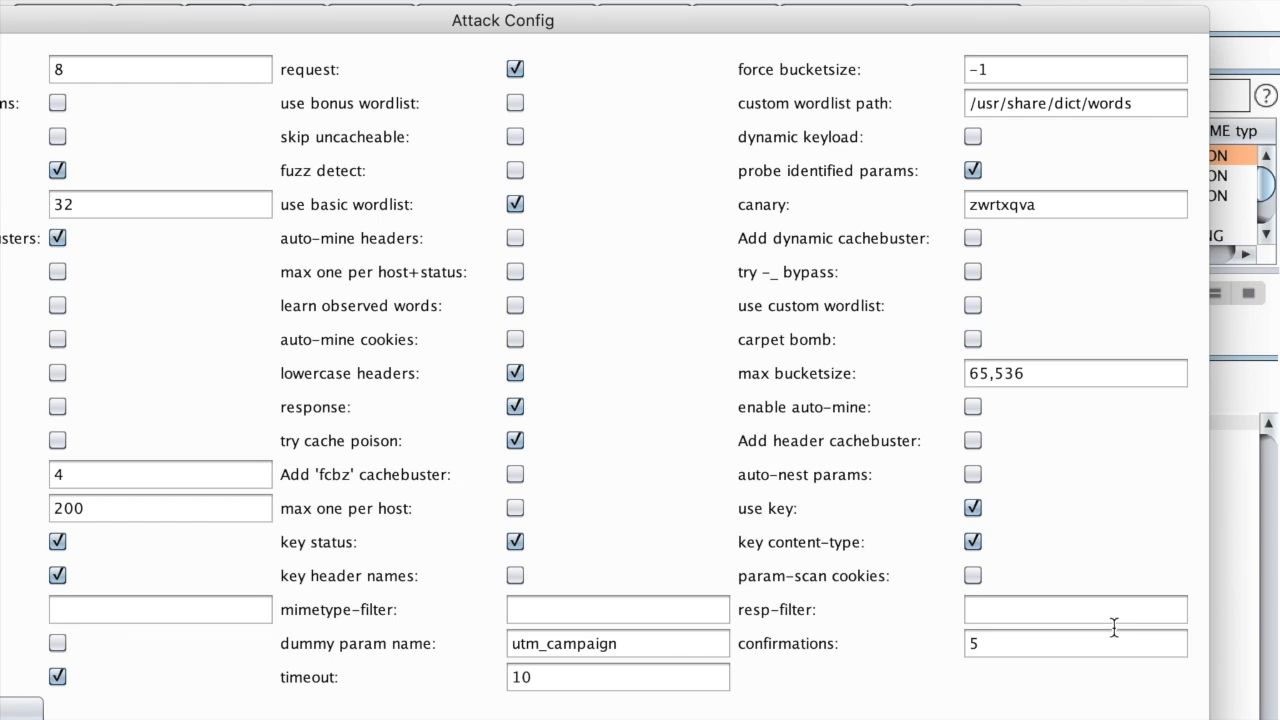 Attack Config
8 request: force bucketsize: -1
ms: use bonus wordlist: custom wordlist path: /usr/share/dict/words
skip uncacheable: dynamic keyload:
fuzz detect: probe identified params:
32 use basic wordlist: canary: zwrtxqva
sters: auto-mine headers: Add dynamic cachebuster:
max one per host+status: try -_ bypass:
learn observed words: use custom wordlist:
auto-mine cookies: carpet bomb:
lowercase headers: max bucketsize: 65,536
response: enable auto-mine:
try cache poison: Add header cachebuster:
4 Add 'fcbz' cachebuster: auto-nest params:
200 max one per host: use key:
key status: key content-type:
key header names: param-scan cookies:
mimetype-filter: resp-filter:
dummy param name: utm_campaign confirmations: 5
timeout: 10
?
ME typ
ON
ON
ON
NG